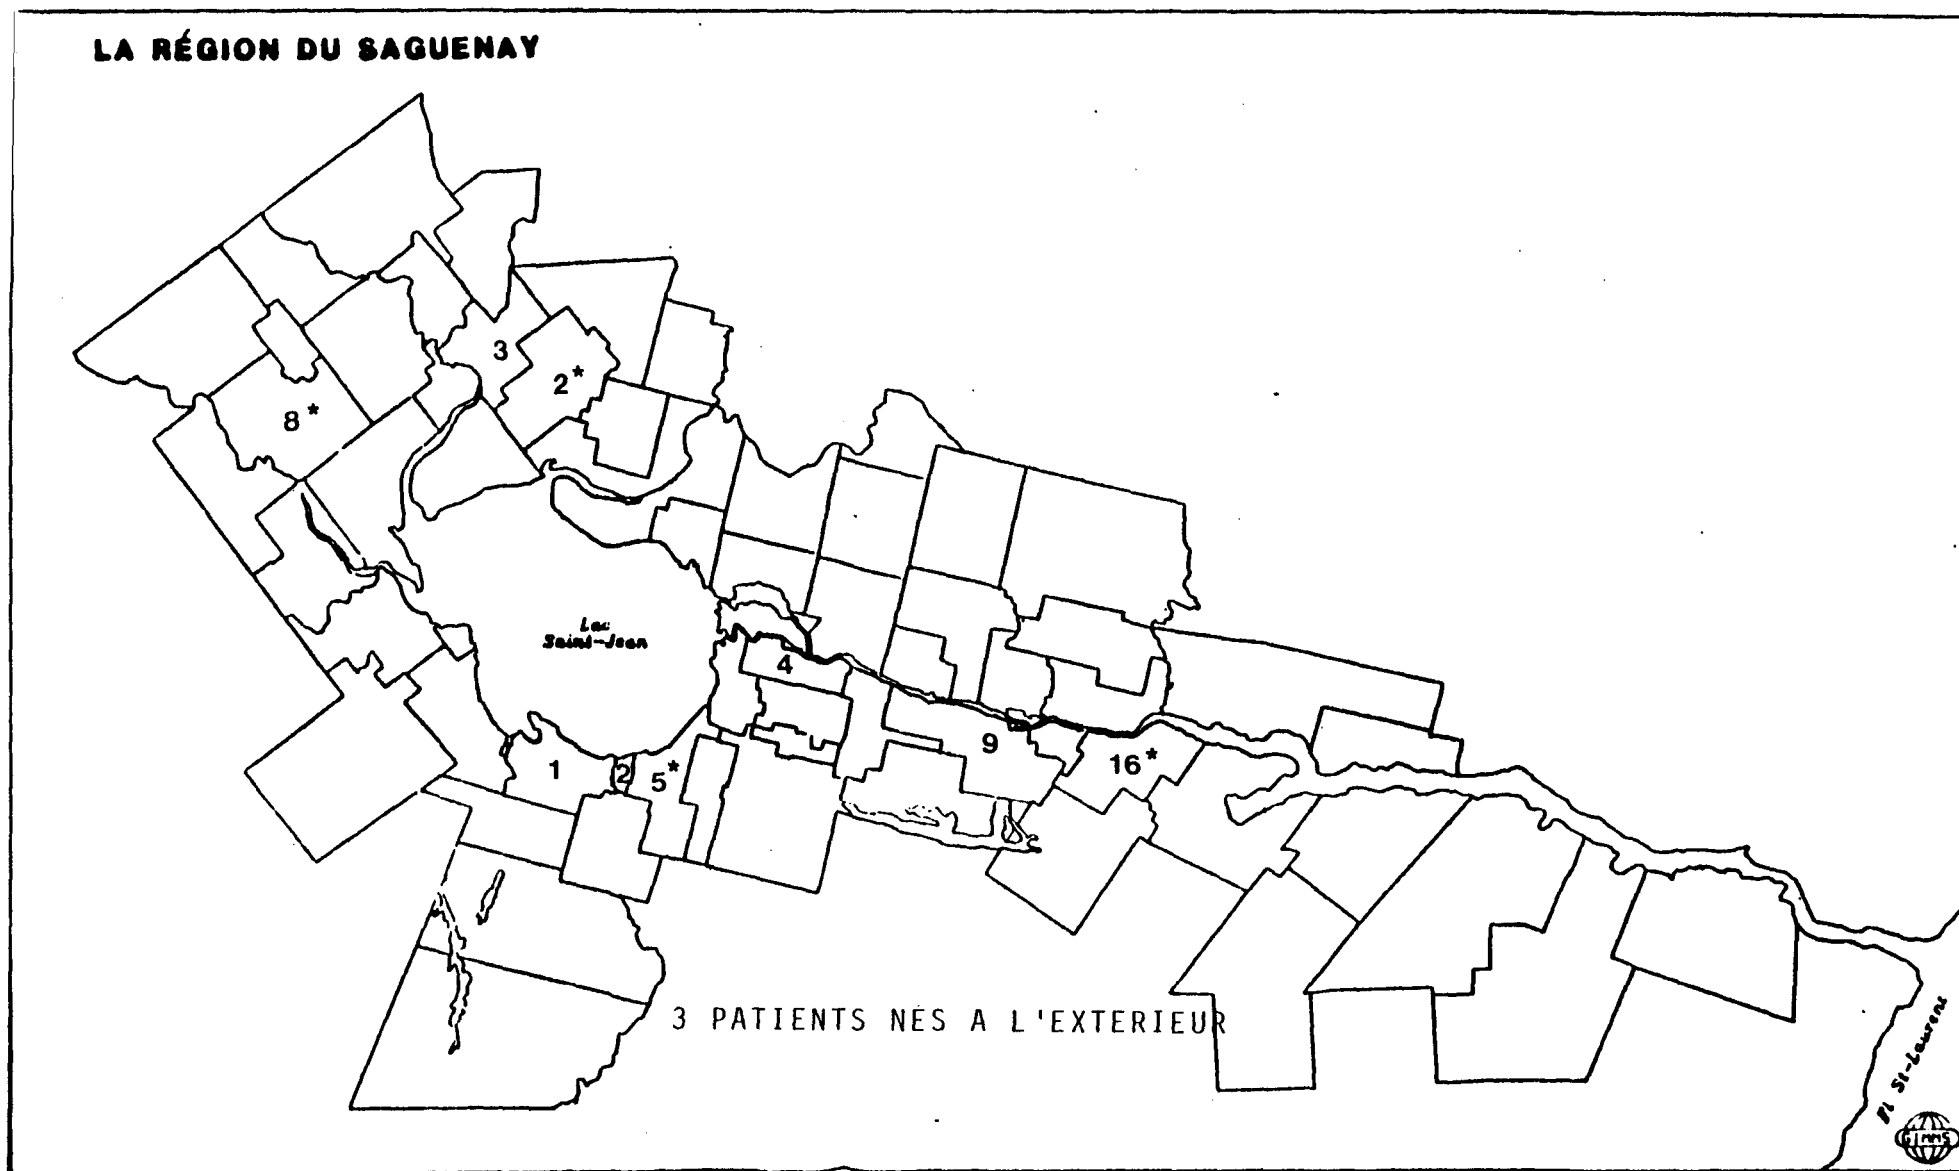 LA RÉGION DU SAGUENAY
3
2*
8*
Lac
Saint-Jean
4
9
1
2
5*
16*
3 PATIENTS NÉS A L'EXTERIEUR
St-Laurent
GIMMS